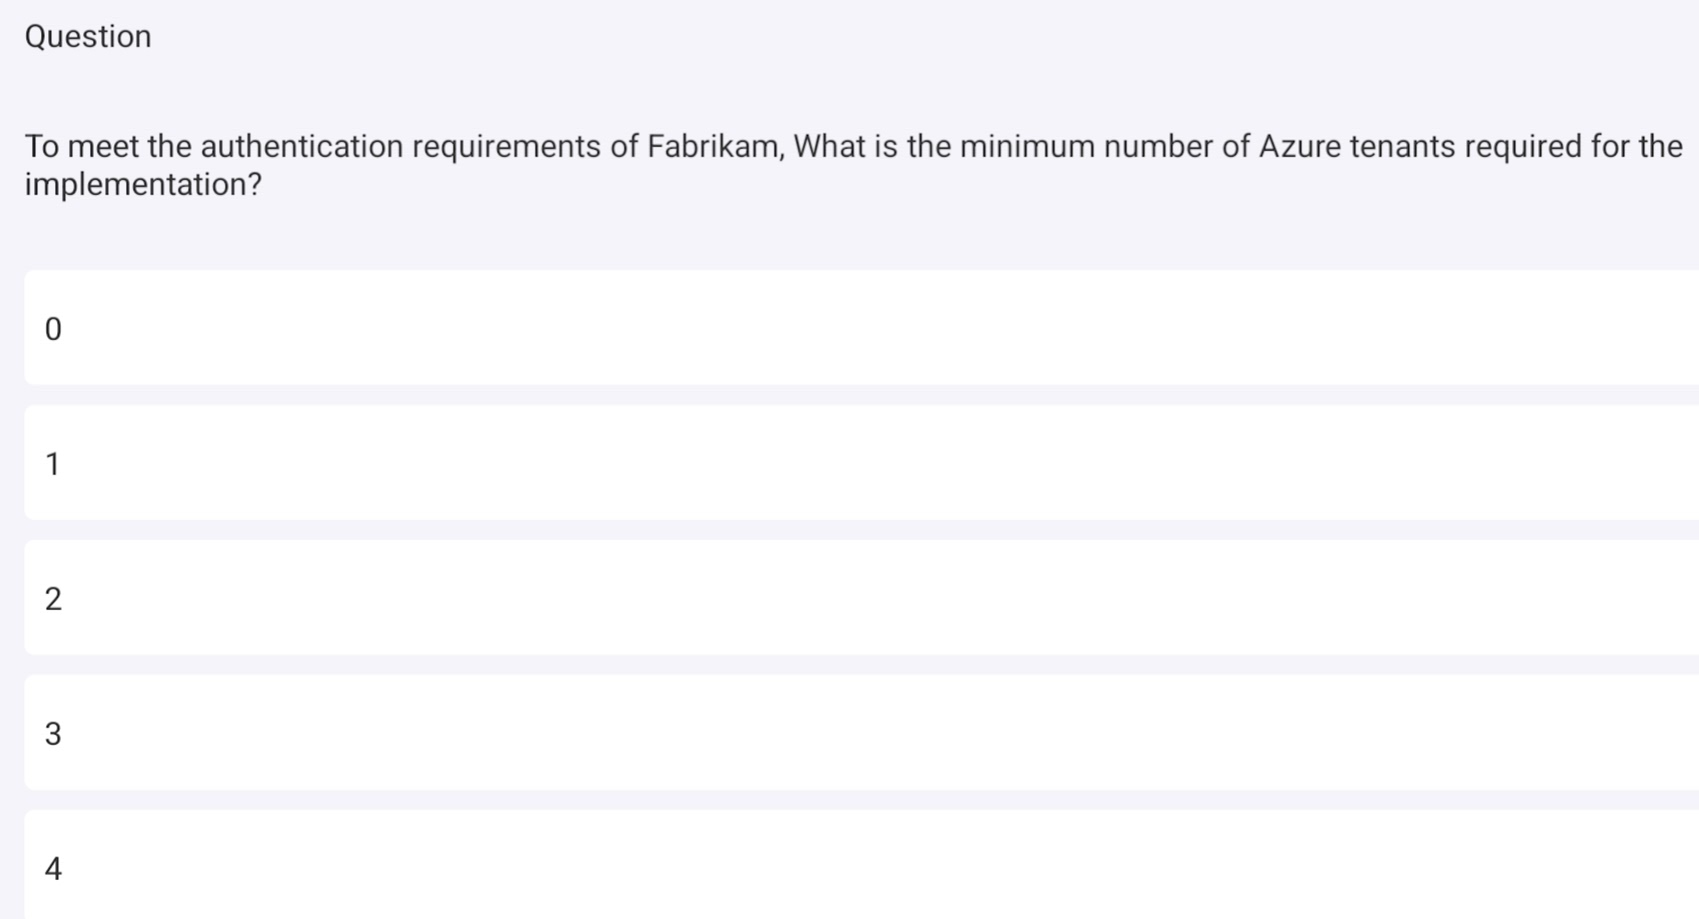 Question
To meet the authentication requirements of Fabrikam, What is the minimum number of Azure tenants required for the
implementation?
0
1
2
3
4